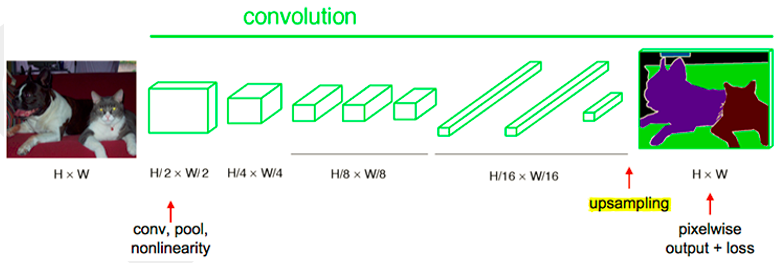 convolution
H × W
H/2 × W/2
H/4 × W/4
H/8 × W/8
H/16 × W/16
H × W
upsampling
conv, pool,
nonlinearity
pixelwise
output + loss